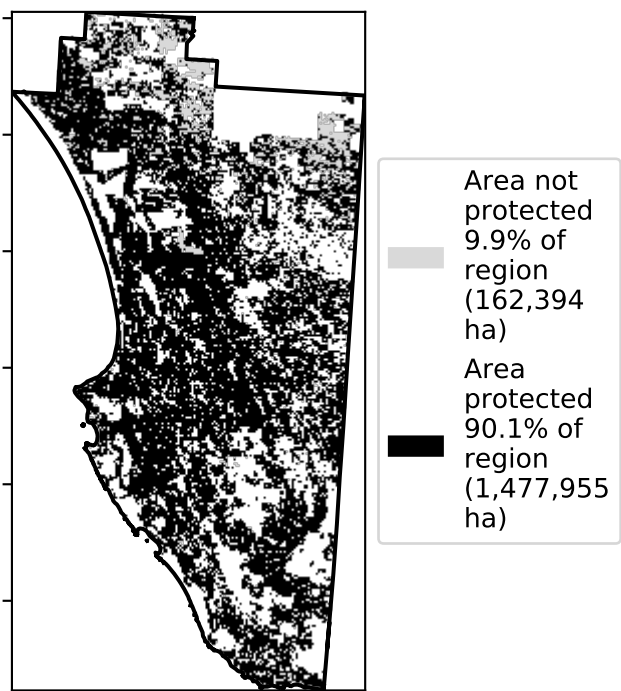 Area not
protected
9.9% of
region
(162,394
ha)
Area
protected
90.1% of
region
(1,477,955
ha)